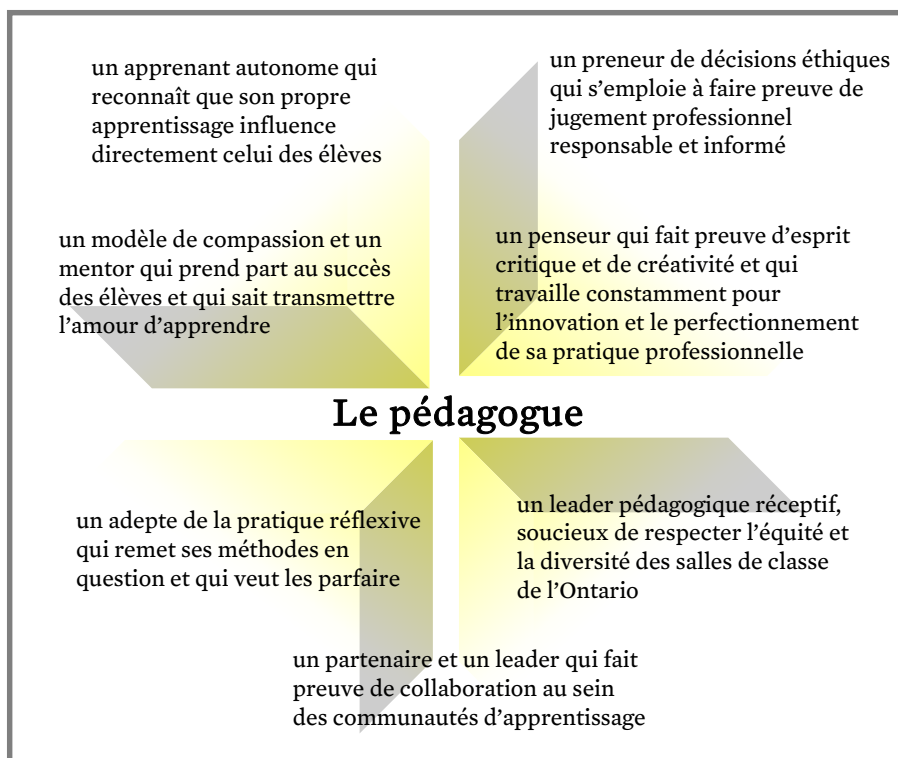 un apprenant autonome qui
reconnaît que son propre
apprentissage influence
directement celui des élèves
un preneur de décisions éthiques
qui s’emploie à faire preuve de
jugement professionnel
responsable et informé
un modèle de compassion et un
mentor qui prend part au succès
des élèves et qui sait transmettre
l’amour d’apprendre
un penseur qui fait preuve d’esprit
critique et de créativité et qui
travaille constamment pour
l’innovation et le perfectionnement
de sa pratique professionnelle
Le pédagogue
un adepte de la pratique réflexive
qui remet ses méthodes en
question et qui veut les parfaire
un leader pédagogique réceptif,
soucieux de respecter l’équité et
la diversité des salles de classe
de l’Ontario
un partenaire et un leader qui fait
preuve de collaboration au sein
des communautés d’apprentissage